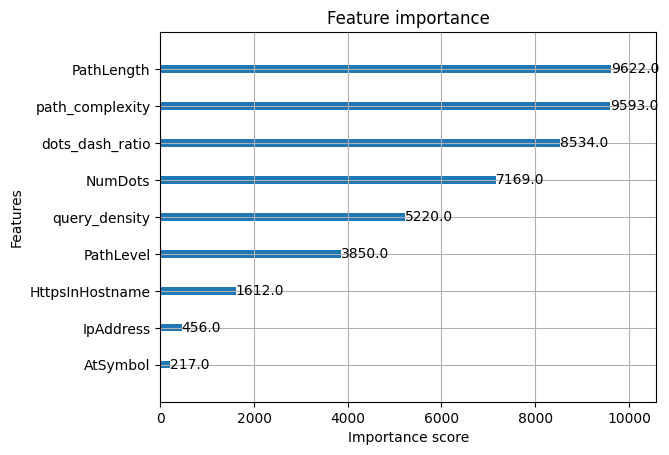 Feature importance
Features
PathLength 9622.0
path_complexity 9593.0
dots_dash_ratio 8534.0
NumDots 7169.0
query_density 5220.0
PathLevel 3850.0
HttpsInHostname 1612.0
IpAddress 456.0
AtSymbol 217.0
0 2000 4000 6000 8000 10000
Importance score